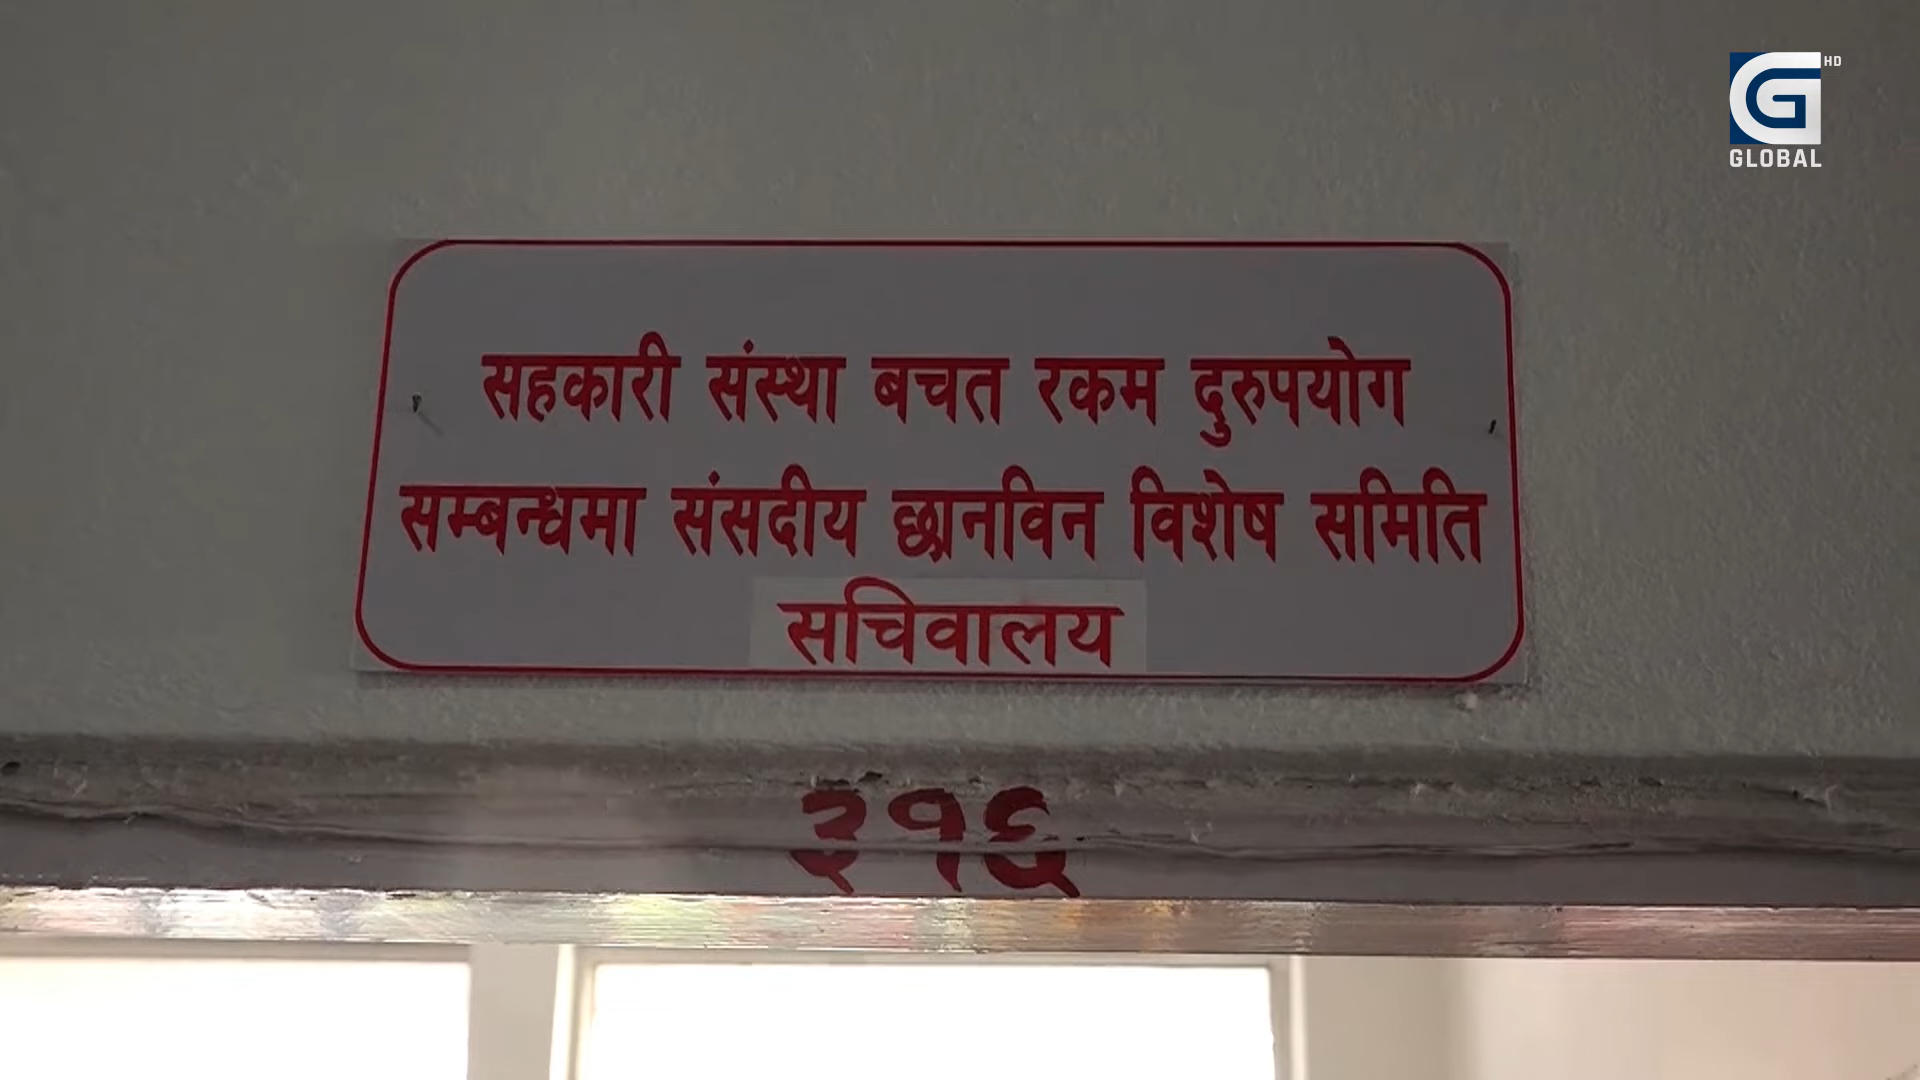 HD
GLOBAL
सहकारी संस्था बचत रकम दुरुपयोग
सम्बन्धमा संसदीय छानविन विशेष समिति
सचिवालय
३१६